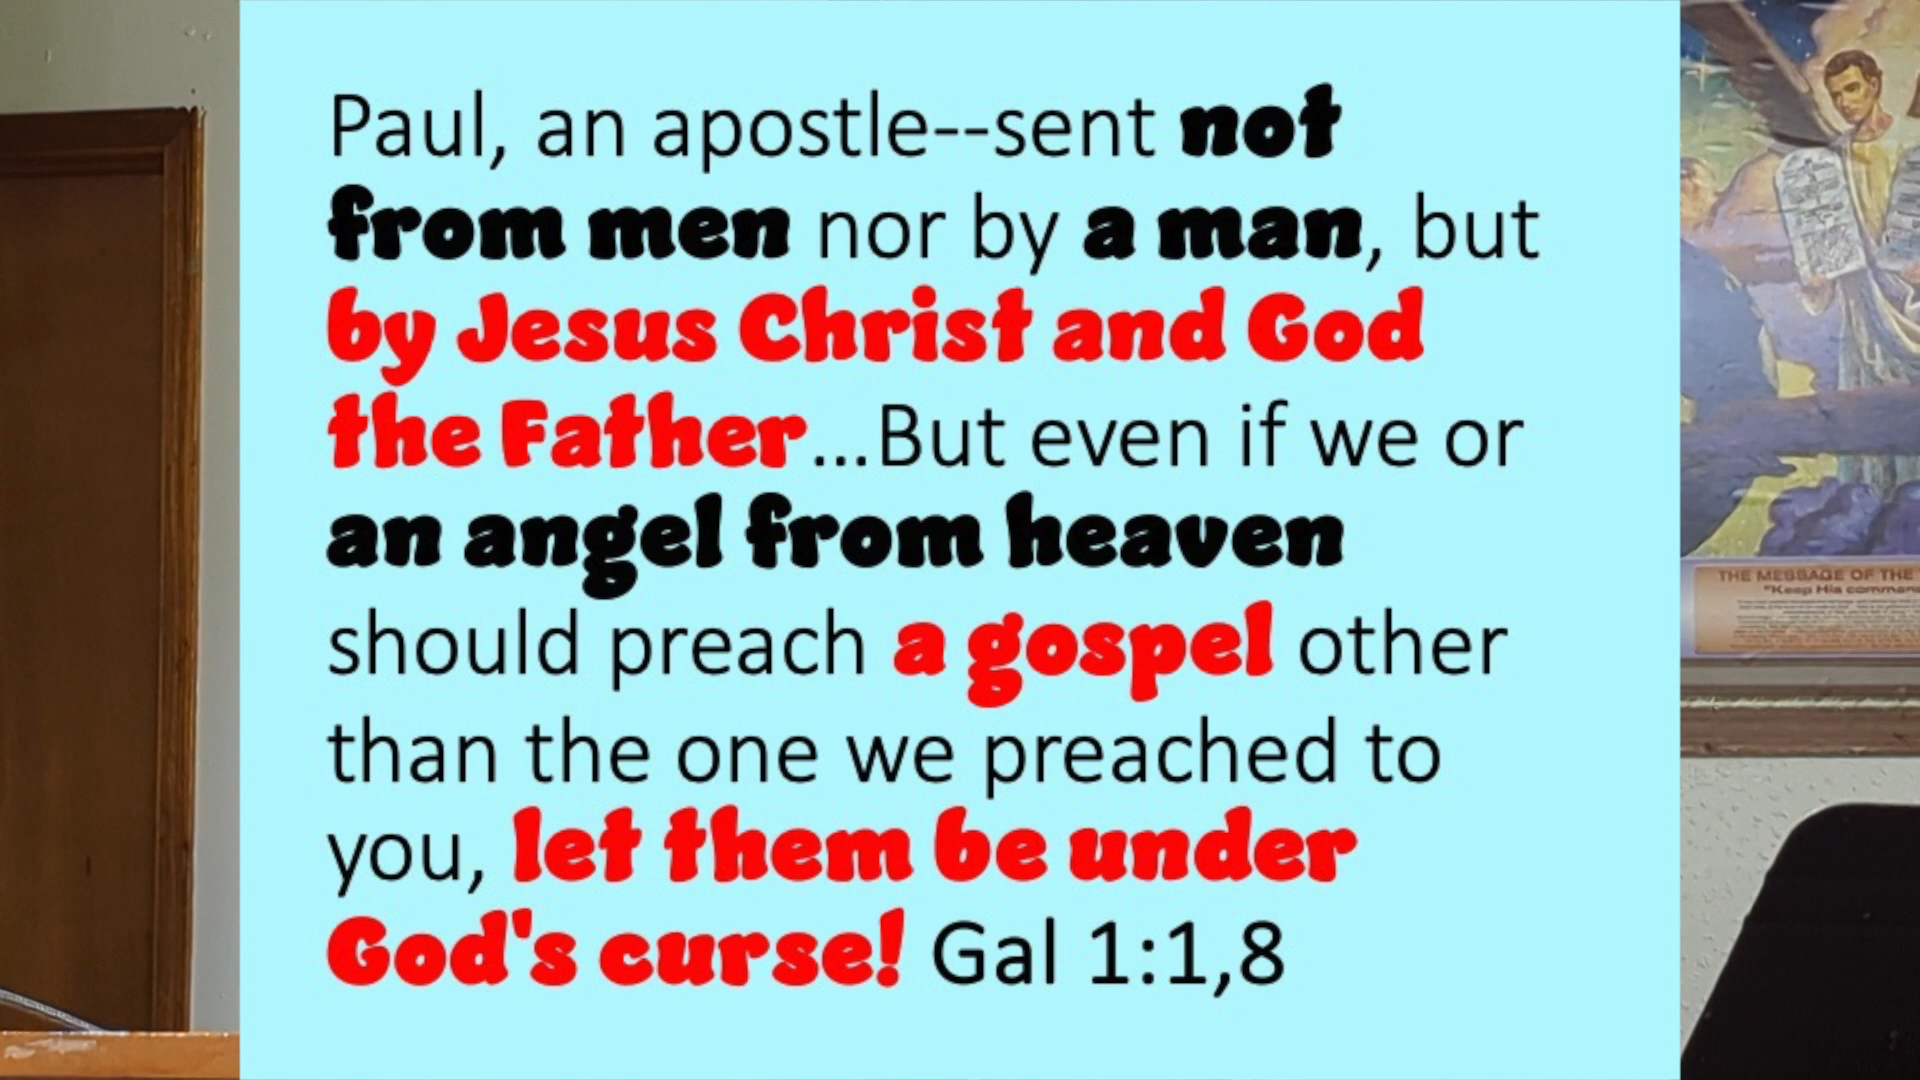 Paul, an apostle--sent not
from men nor by a man, but
by Jesus Christ and God
the Father...But even if we or
an angel from heaven
should preach a gospel other
than the one we preached to
you, let them be under
God's curse! Gal 1:1,8
THE MESSAGE OF THE
"Keep His comman